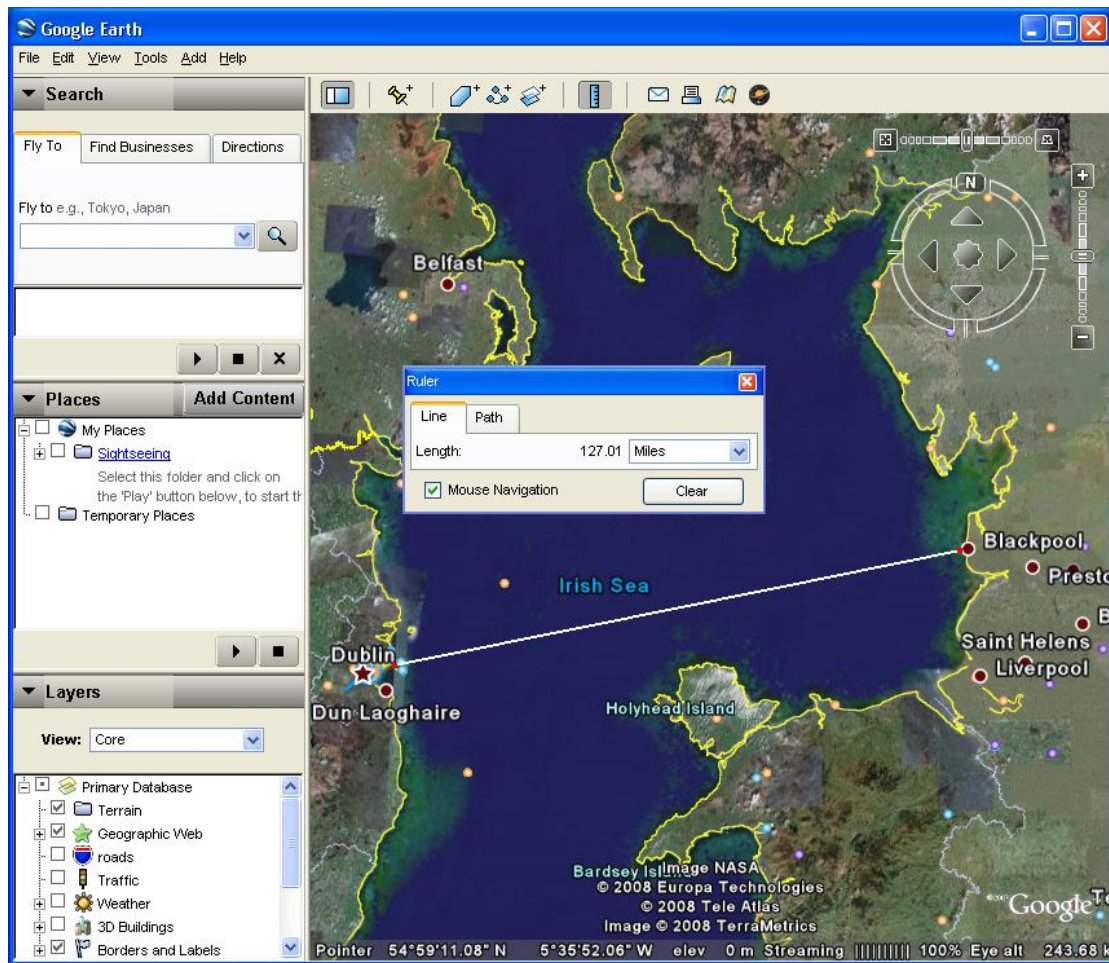 Google Earth
File Edit View Tools Add Help
Search
Fly To Find Businesses Directions
Fly to e.g., Tokyo, Japan
Places Add Content
My Places
Sightseeing
Select this folder and click on
the 'Play' button below, to start th
Temporary Places
Layers
View: Core
Primary Database
Terrain
Geographic Web
roads
Traffic
Weather
3D Buildings
Borders and Labels
N
Belfast
Ruler
Line Path
Length: 127.01 Miles
Mouse Navigation Clear
Blackpool
Presto
Irish Sea
B
Saint Helens
Dublin
Liverpool
Dun Laoghaire
Holyhead Island
Bardsey Isl
Image NASA
© 2008 Europa Technologies
© 2008 Tele Atlas
Image © 2008 TerraMetrics
Google
Te
Pointer 54°59'11.08" N 5°35'52.06" W elev 0 m Streaming 100% Eye alt 243.68 k